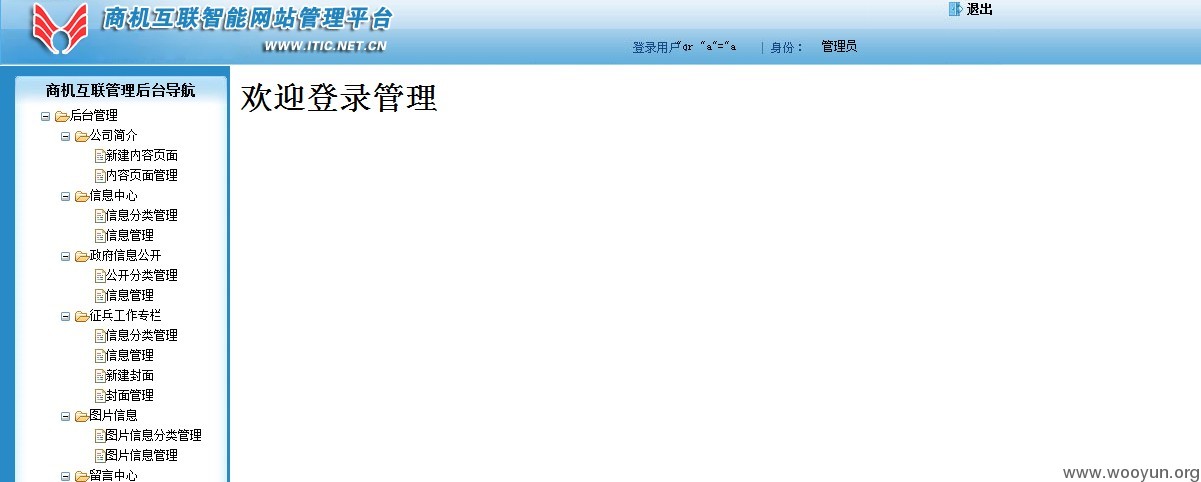 商机互联智能网站管理平台
WWW.ITIC.NET.CN
退出
登录用户"or "a"="a | 身份： 管理员
商机互联管理后台导航
后台管理
公司简介
新建内容页面
内容页面管理
信息中心
信息分类管理
信息管理
政府信息公开
公开分类管理
信息管理
征兵工作专栏
信息分类管理
信息管理
新建封面
封面管理
图片信息
图片信息分类管理
图片信息管理
留言中心
欢迎登录管理
www.wooyun.org